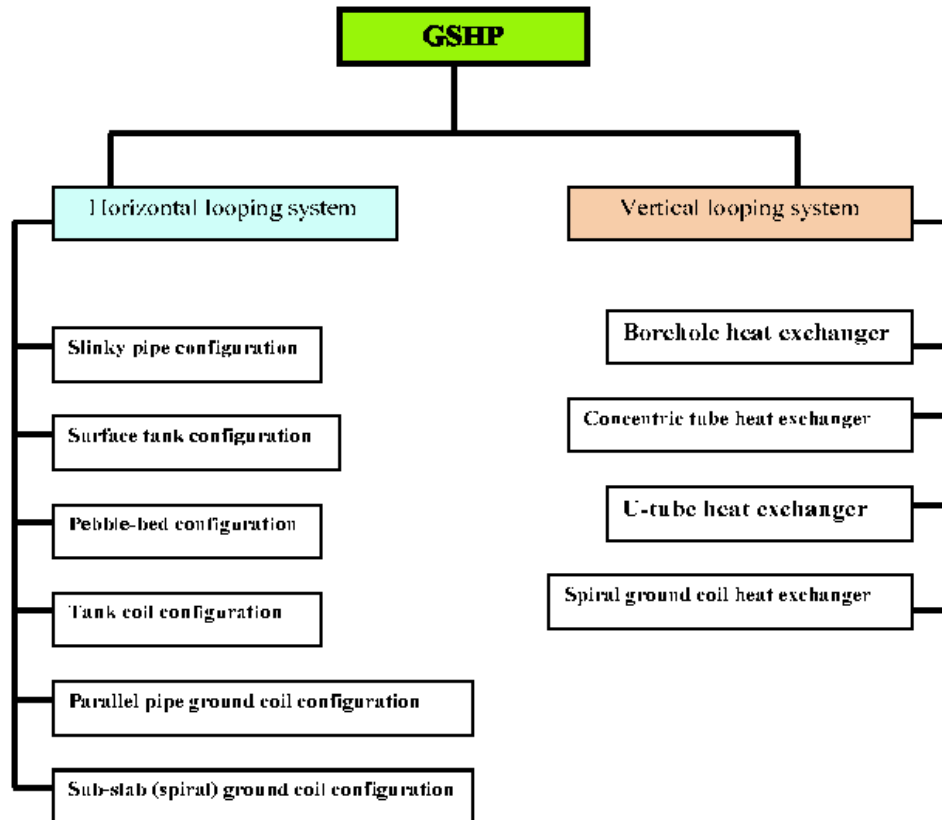 GSHP
Horizontal looping system
Vertical looping system
Slinky pipe configuration
Surface tank configuration
Pebble-bed configuration
Tank coil configuration
Parallel pipe ground coil configuration
Sub-slab (spiral) ground coil configuration
Borehole heat exchanger
Concentric tube heat exchanger
U-tube heat exchanger
Spiral ground coil heat exchanger